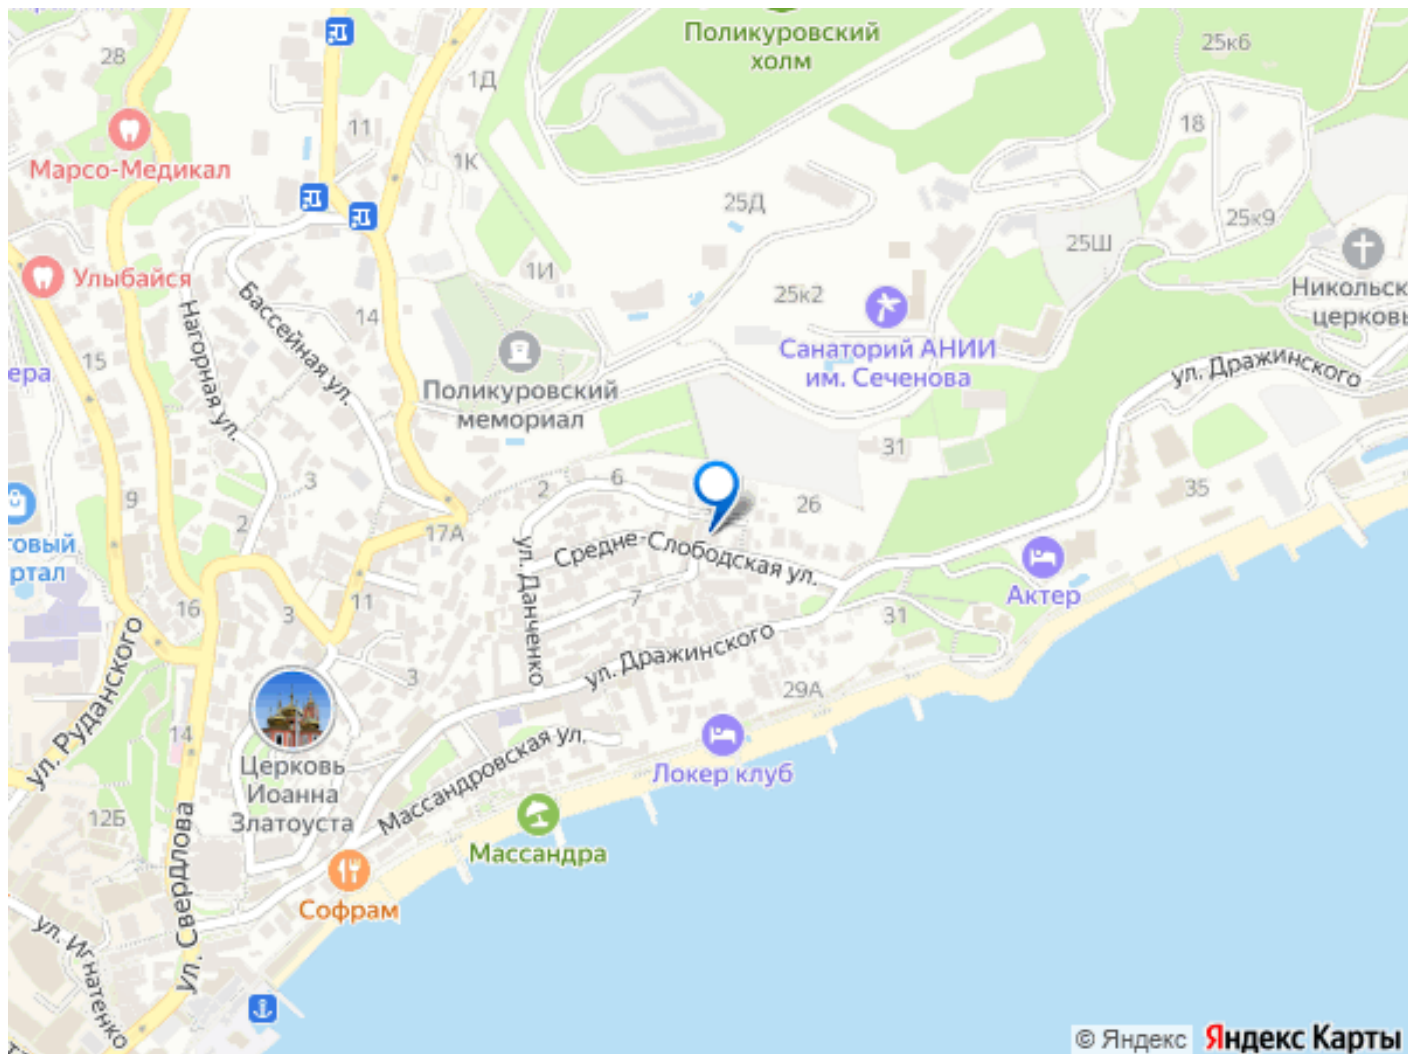 28
1Д
Поликуровский
холм
25к6
11
18
Марсо-Медикал
1К
25Д
25к9
25Ш
1И
Улыбайся
Никольск
церковь
25к2
Бассейная ул.
Нагорная ул.
14
15
ера
Санаторий АНИИ
им. Сеченова
Поликуровский
мемориал
ул. Дражинского
31
3
6
2
9
35
26
17А
2
товый
ртал
Средне-Слободская ул.
ул. Данченко
Актер
7
11
16
3
31
ул. Дражинского
3
29А
ул. Руданского
14
Массандровская ул.
Локер клуб
Церковь
Иоанна
Златоуста
12Б
ул. Свердлова
Массандра
Софрам
ул. Игнатенко
© Яндекс Яндекс Карты